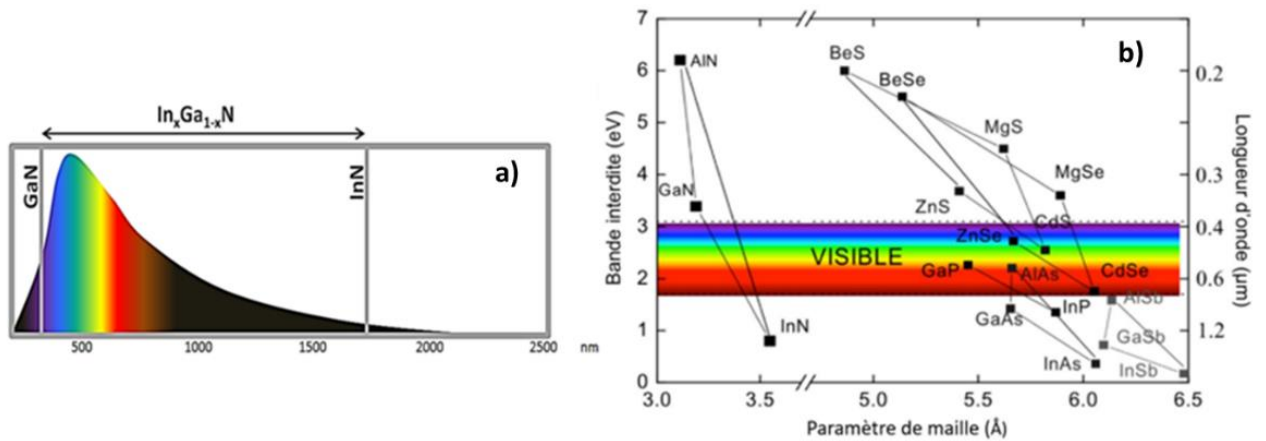 InxGa1-xN
a)
GaN
InN
500
1000
1500
2000
2500
nm
b)
Bande interdite (eV)
7
6
5
4
3
2
1
0
AlN
GaN
InN
BeS
BeSe
MgS
MgSe
ZnS
CdS
ZnSe
VISIBLE
GaP
AlAs
CdSe
AlSb
InP
GaAs
GaSb
InAs
InSb
0.2
0.3
0.4
0.6
1.2
Longueur d'onde (µm)
3.0
3.5
5.0
5.5
6.0
6.5
Paramètre de maille (Å)